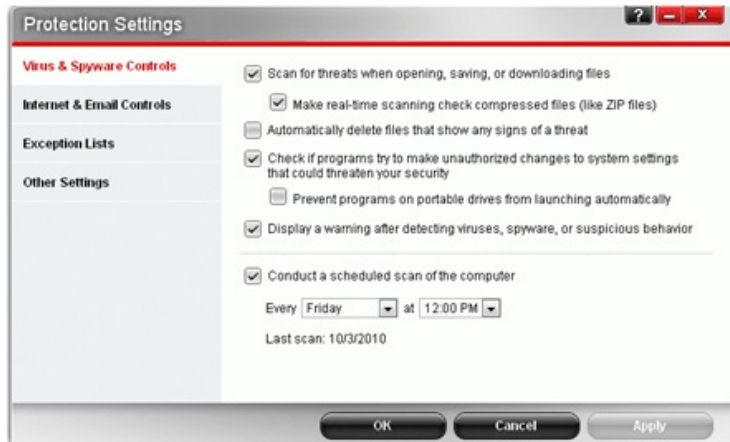 Protection Settings
?
Virus & Spyware Controls
Internet & Email Controls
Exception Lists
Other Settings
Scan for threats when opening, saving, or downloading files
Make real-time scanning check compressed files (like ZIP files)
Automatically delete files that show any signs of a threat
Check if programs try to make unauthorized changes to system settings
that could threaten your security
Prevent programs on portable drives from launching automatically
Display a warning after detecting viruses, spyware, or suspicious behavior
Conduct a scheduled scan of the computer
Every Friday at 12:00 PM
Last scan: 10/3/2010
OK Cancel Apply